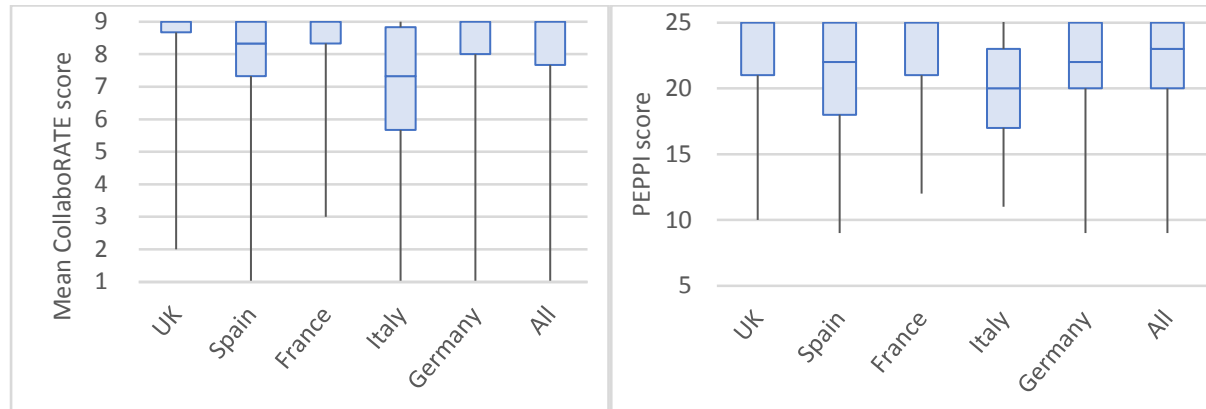 Mean CollaboRATE score
9
8
7
6
5
4
3
2
1
UK
Spain
France
Italy
Germany
All
PEPPI score
25
20
15
10
5
UK
Spain
France
Italy
Germany
All